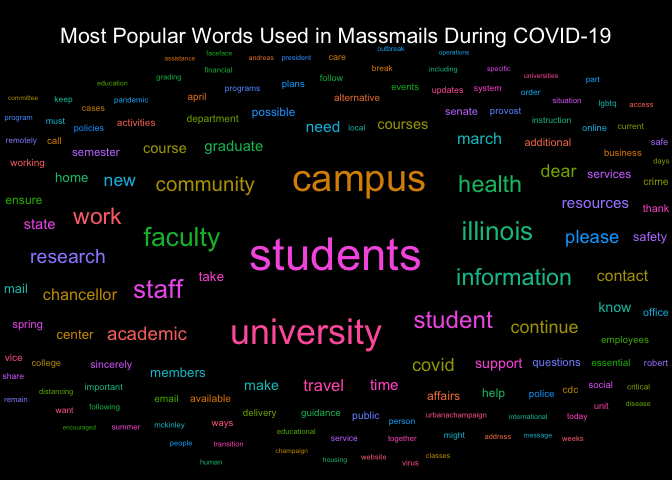 Most Popular Words Used in Massmails During COVID-19
assistance faceface andreas president care outbreak operations
grading financial follow break including specific universities
education programs plans alternative events updates system order part
committee keep cases pandemic april situation lgbtq access
program must policies activities department possible need local courses senate provost instruction online current
remotely call semester course graduate march additional business safe
working home new community campus health dear services crime days
ensure state work faculty illinois resources please thank safety
research students information contact
mail chancellor staff take know office
spring center academic university student continue employees
vice college sincerely members covid support questions essential robert
share distancing important make travel time affairs help police cdc social critical
remain want following email available delivery guidance public person urbanachampaign international today unit disease
encouraged summer mckinley ways educational service together might address message weeks
people transition champaign website classes
human housing virus